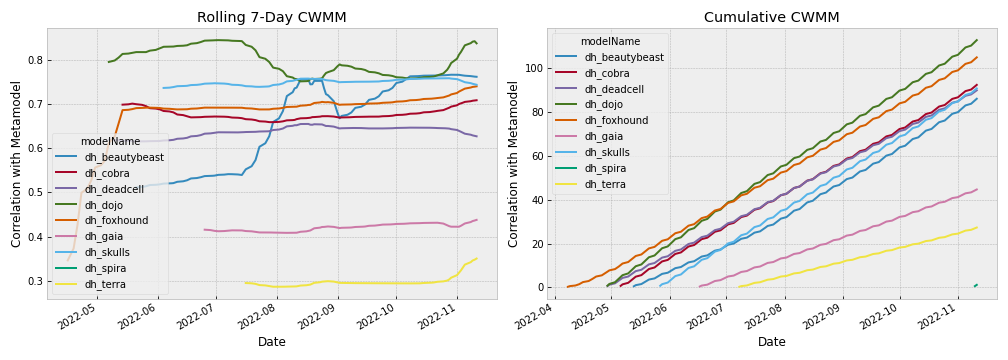 Rolling 7-Day CWMM
Correlation with Metamodel
0.8
0.7
0.6
0.5
0.4
0.3
modelName
dh_beautybeast
dh_cobra
dh_deadcell
dh_dojo
dh_foxhound
dh_gaia
dh_skulls
dh_spira
dh_terra
2022-05
2022-06
2022-07
2022-08
2022-09
2022-10
2022-11
Date
Cumulative CWMM
Correlation with Metamodel
100
80
60
40
20
0
modelName
dh_beautybeast
dh_cobra
dh_deadcell
dh_dojo
dh_foxhound
dh_gaia
dh_skulls
dh_spira
dh_terra
2022-04
2022-05
2022-06
2022-07
2022-08
2022-09
2022-10
2022-11
Date